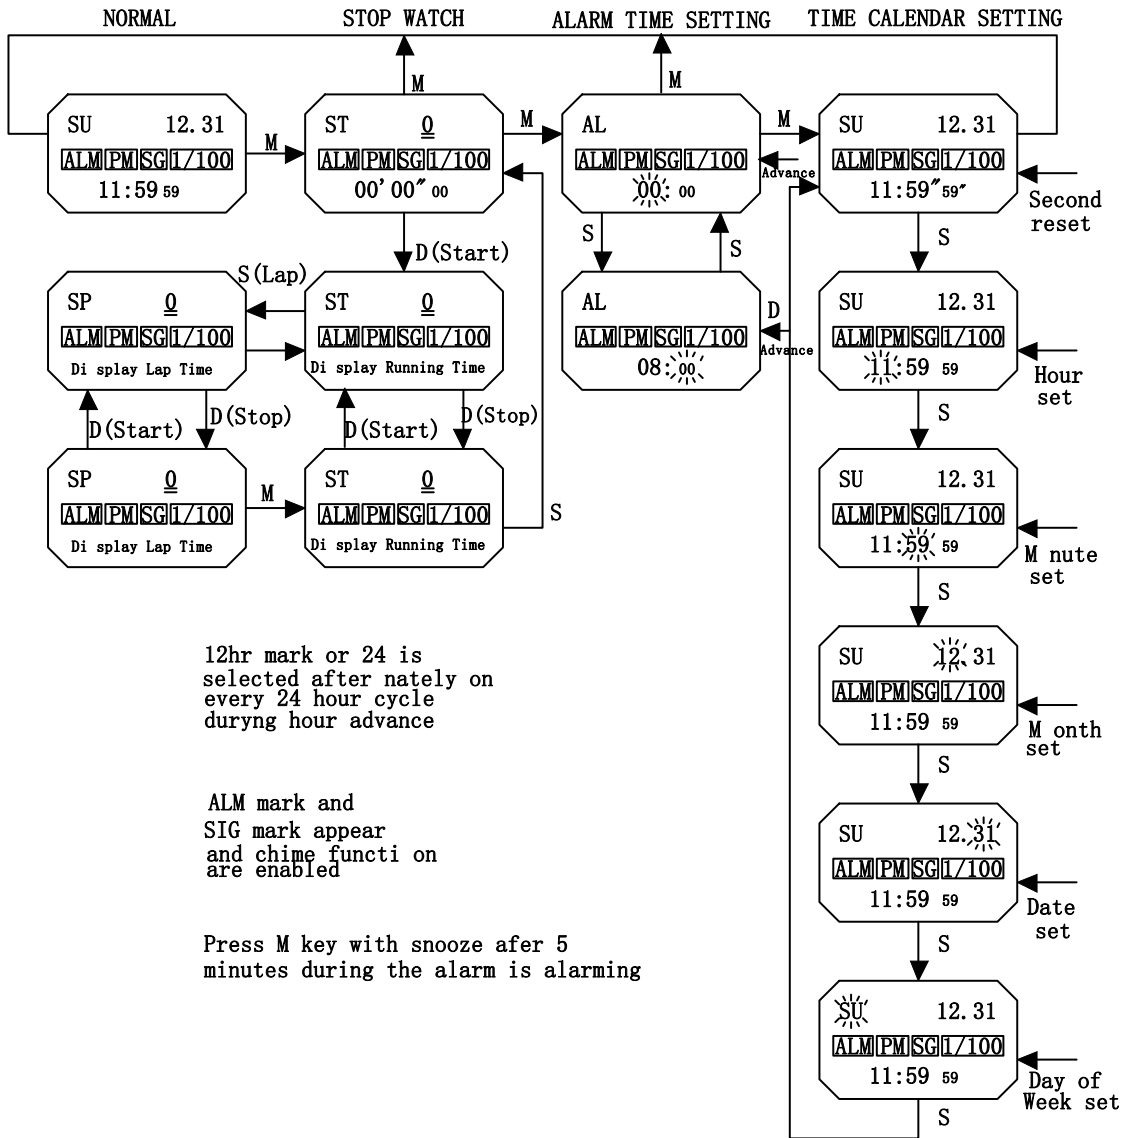 NORMAL STOP WATCH ALARM TIME SETTING TIME CALENDAR SETTING
M M
SU 12.31
ALM PM SG 1/100
11:59 59
M
ST 0
ALM PM SG 1/100
00'00" 00
M
AL
ALM PM SG 1/100
00: 00
M
Advance
SU 12.31
ALM PM SG 1/100
11:59"59"
Second
reset
D(Start)
S
S
S
SP 0
ALM PM SG 1/100
Di splay Lap Time
S(Lap)
ST 0
ALM PM SG 1/100
Di splay Running Time
AL
ALM PM SG 1/100
08: 00
D
Advance
SU 12.31
ALM PM SG 1/100
11:59 59
Hour
set
D(Start)
D(Stop)
D(Start)
D(Stop)
S
SP 0
ALM PM SG 1/100
Di splay Lap Time
M
ST 0
ALM PM SG 1/100
Di splay Running Time
S
SU 12.31
ALM PM SG 1/100
11:59 59
M nute
set
S
12hr mark or 24 is
selected after nately on
every 24 hour cycle
duryng hour advance
SU 12.31
ALM PM SG 1/100
11:59 59
M onth
set
S
ALM mark and
SIG mark appear
and chime functi on
are enabled
SU 12.31
ALM PM SG 1/100
11:59 59
Date
set
S
Press M key with snooze afer 5
minutes during the alarm is alarming
SU 12.31
ALM PM SG 1/100
11:59 59
Day of
Week set
S